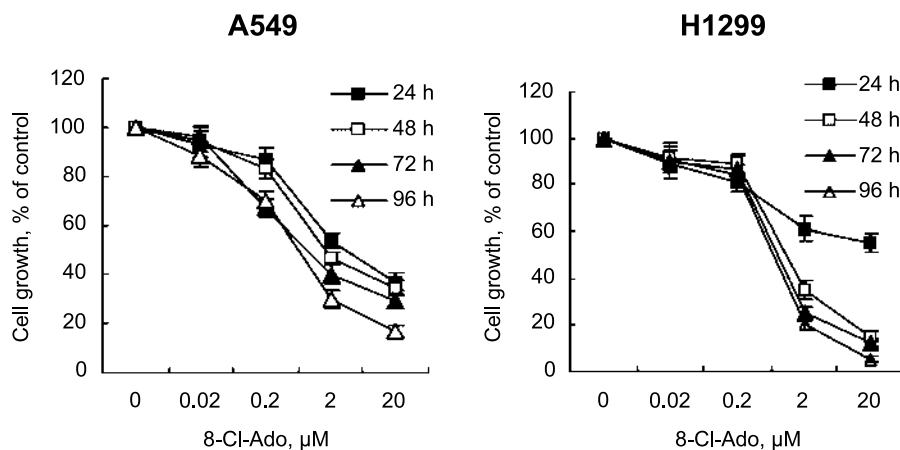 A549
Cell growth, % of control
120
100
80
60
40
20
0
0 0.02 0.2 2 20
8-Cl-Ado, µM
24 h
48 h
72 h
96 h
H1299
Cell growth, % of control
120
100
80
60
40
20
0
0 0.02 0.2 2 20
8-Cl-Ado, µM
24 h
48 h
72 h
96 h